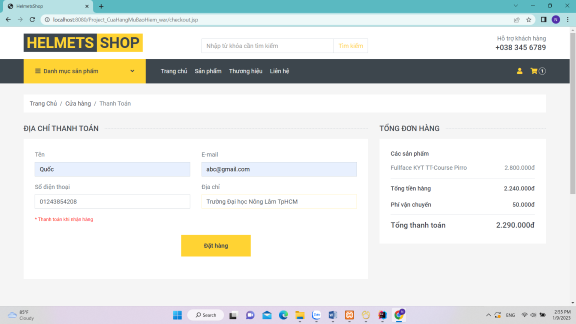 HelmetsShop
localhost:8080/Project_CuaHangMuBaoHiem_war/checkout.jsp
HELMETS SHOP
Nhập từ khóa cần tìm kiếm
Tìm kiếm
Hỗ trợ khách hàng
+038 345 6789
Danh mục sản phẩm
Trang chủ
Sản phẩm
Thương hiệu
Liên hệ
1
Trang Chủ / Cửa hàng / Thanh Toán
ĐỊA CHỈ THANH TOÁN
Tên
E-mail
Quốc
abc@gmail.com
Số điện thoại
Địa chỉ
01243854208
Trường Đại học Nông Lâm TpHCM
* Thanh toán khi nhận hàng
Đặt hàng
TỔNG ĐƠN HÀNG
Các sản phẩm
Fullface KYT TT-Course Pirro 2.800.000đ
Tổng tiền hàng 2.240.000đ
Phí vận chuyển 50.000đ
Tổng thanh toán 2.290.000đ
85°F
Cloudy
Search
ENG
2:55 PM
1/9/2023